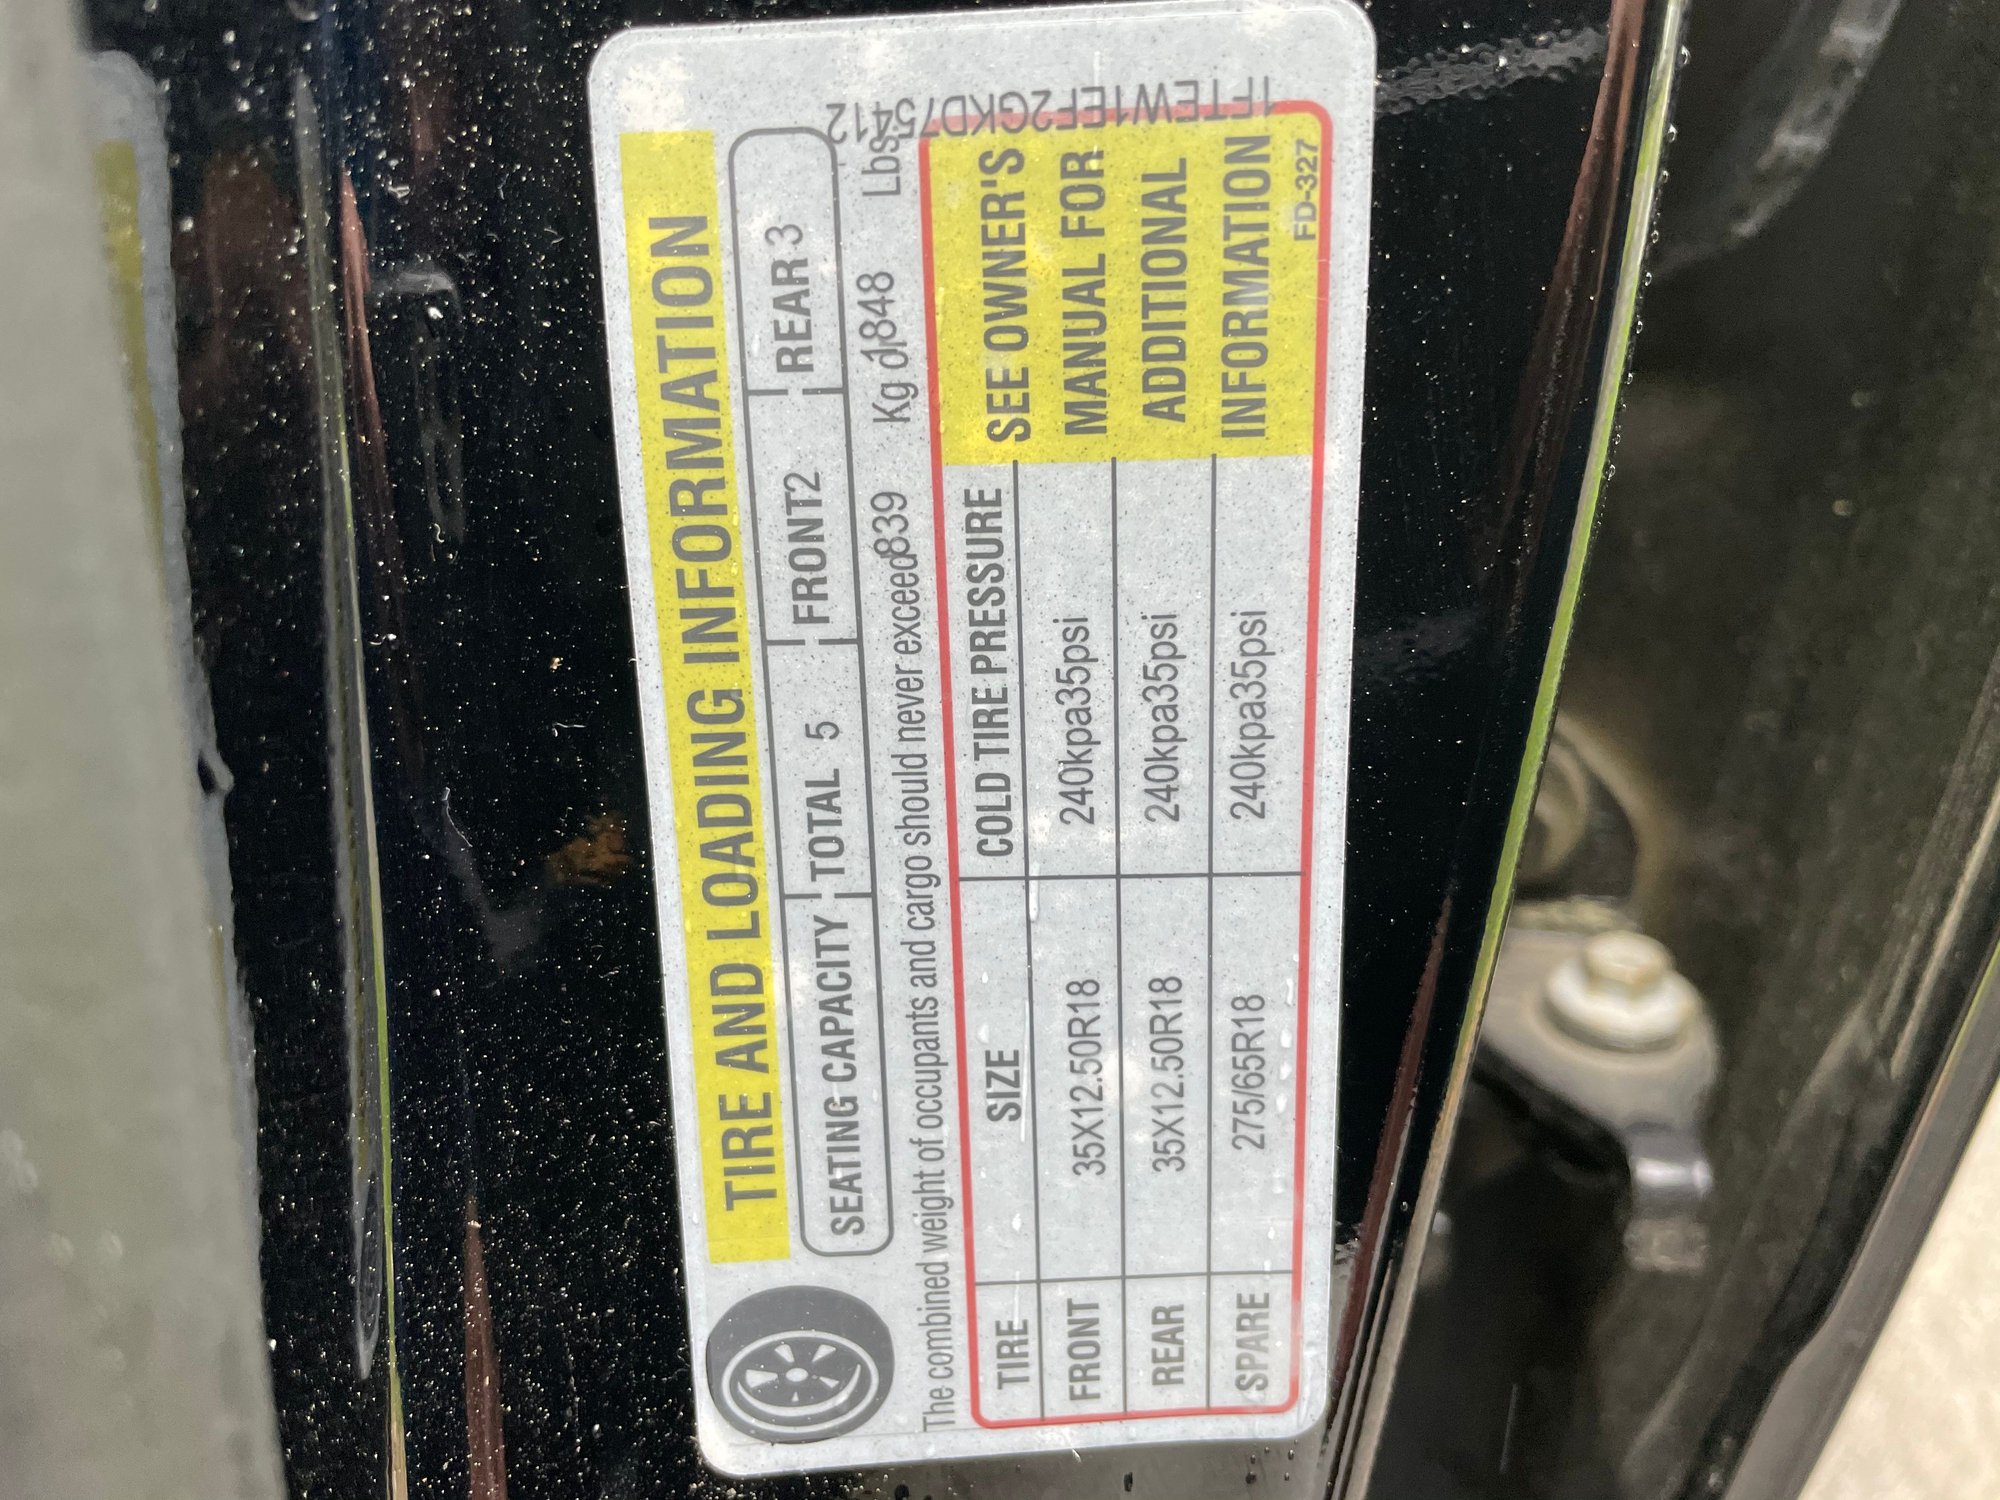 TIRE AND LOADING INFORMATION
SEATING CAPACITY TOTAL 5 FRONT2 REAR 3
The combined weight of occupants and cargo should never exceed839 Kg or1848 Lbs.
TIRE SIZE COLD TIRE PRESSURE
FRONT 35X12.50R18 240kpa35psi
REAR 35X12.50R18 240kpa35psi
SPARE 275/65R18 240kpa35psi
SEE OWNER'S
MANUAL FOR
ADDITIONAL
INFORMATION
FD-327
1FTEW1EF2GKD75412